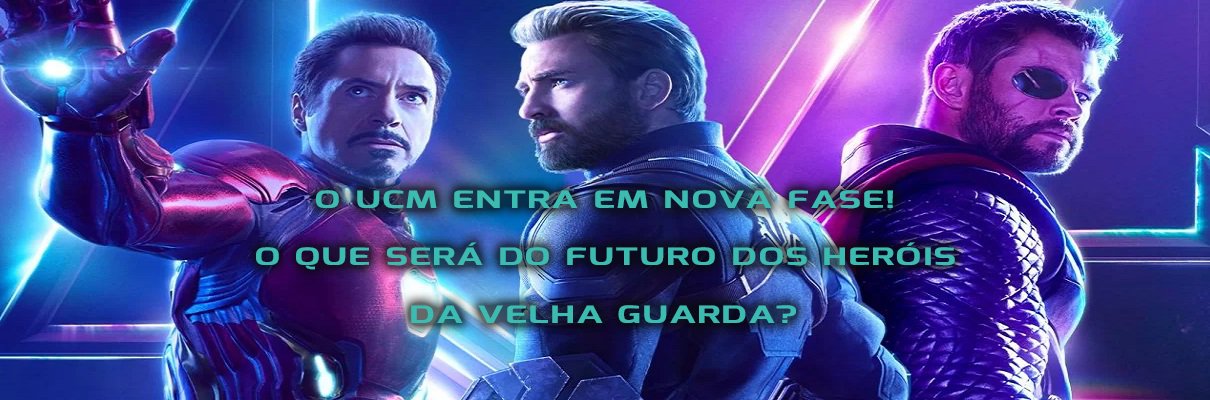 O UCM ENTRA EM NOVA FASE!
O QUE SERÁ DO FUTURO DOS HERÓIS
DA VELHA GUARDA?